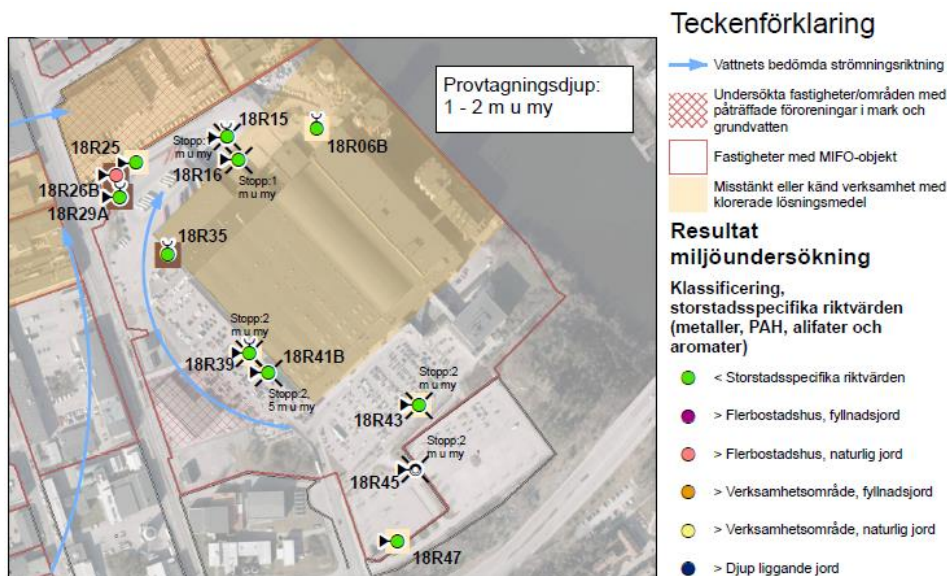 Provtagningsdjup:
1 - 2 m u my
18R15
Stopp:1
m u my
18R06B
18R25
18R16
Stopp:1
m u my
18R26B
18R29A
18R35
Stopp:2
m u my
18R39
18R41B
Stopp:2,
5 m u my
Stopp:2
m u my
18R43
Stopp:2
m u my
18R45
18R47
Teckenförklaring
Vattnets bedömda strömningsriktning
Undersökta fastigheter/områden med
påträffade föroreningar i mark och
grundvatten
Fastigheter med MIFO-objekt
Misstänkt eller känd verksamhet med
klorerade lösningsmedel
Resultat
miljöundersökning
Klassificering,
storstadsspecifika riktvärden
(metaller, PAH, alifater och
aromater)
< Storstadsspecifika riktvärden
> Flerbostadshus, fyllnadsjord
> Flerbostadshus, naturlig jord
> Verksamhetsområde, fyllnadsjord
> Verksamhetsområde, naturlig jord
> Djup liggande jord